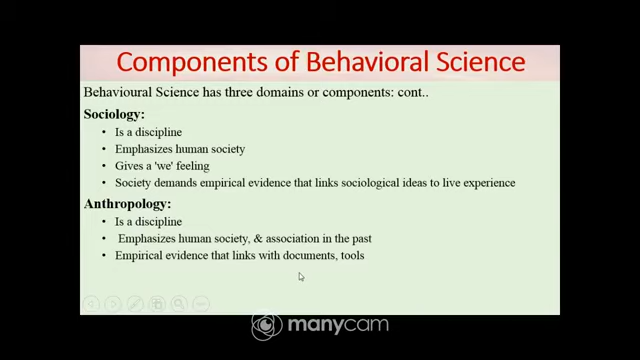 Components of Behavioral Science
Behavioural Science has three domains or components: cont..
Sociology:
• Is a discipline
• Emphasizes human society
• Gives a 'we' feeling
• Society demands empirical evidence that links sociological ideas to live experience
Anthropology:
• Is a discipline
• Emphasizes human society, & association in the past
• Empirical evidence that links with documents, tools
manycam